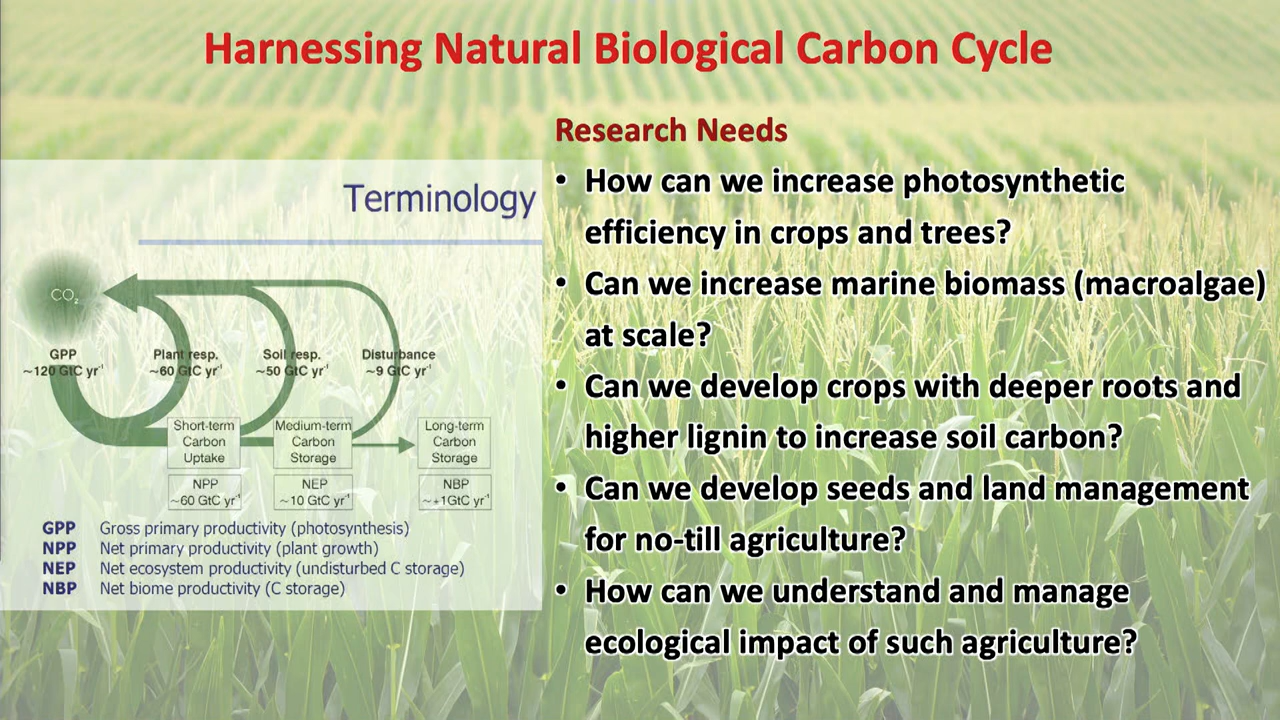 Harnessing Natural Biological Carbon Cycle
Terminology
CO₂
GPP
~120 GtC yr⁻¹
Plant resp.
~60 GtC yr⁻¹
Soil resp.
~50 GtC yr⁻¹
Disturbance
~9 GtC yr⁻¹
Short-term
Carbon
Uptake
Medium-term
Carbon
Storage
Long-term
Carbon
Storage
NPP
~60 GtC yr⁻¹
NEP
~10 GtC yr⁻¹
NBP
~±1GtC yr⁻¹
GPP Gross primary productivity (photosynthesis)
NPP Net primary productivity (plant growth)
NEP Net ecosystem productivity (undisturbed C storage)
NBP Net biome productivity (C storage)
Research Needs
• How can we increase photosynthetic
efficiency in crops and trees?
• Can we increase marine biomass (macroalgae)
at scale?
• Can we develop crops with deeper roots and
higher lignin to increase soil carbon?
• Can we develop seeds and land management
for no-till agriculture?
• How can we understand and manage
ecological impact of such agriculture?